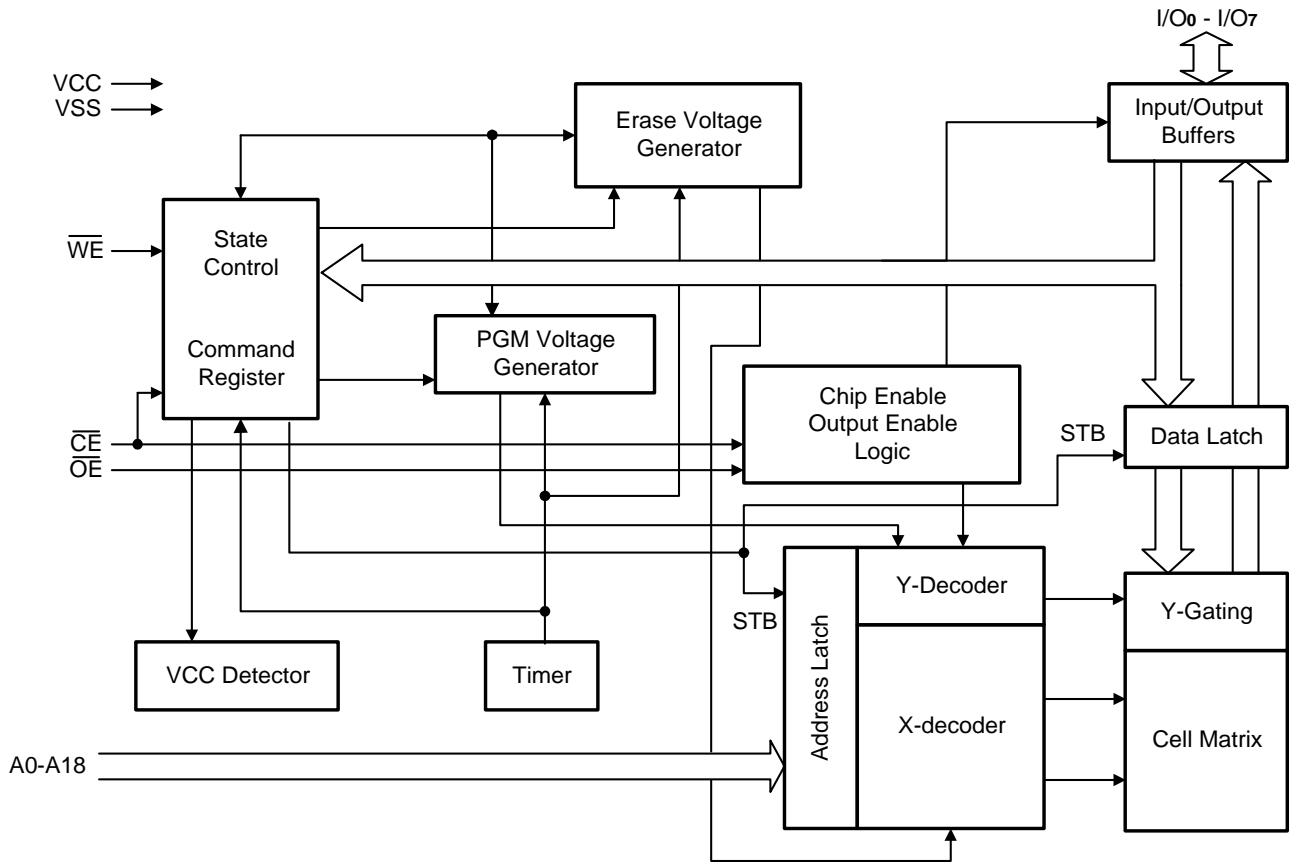 I/O0 - I/O7
VCC
VSS
Erase Voltage
Generator
Input/Output
Buffers
WE
State
Control
PGM Voltage
Generator
Command
Register
Chip Enable
Output Enable
Logic
CE
OE
STB
Data Latch
Y-Decoder
STB
Y-Gating
Address Latch
VCC Detector
Timer
X-decoder
Cell Matrix
A0-A18